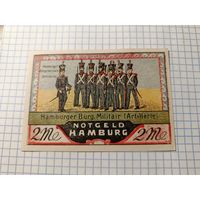 Hamburger Bürg. Militair (Artillerie)
NOTGELD
2 Mk HAMBURG 2 Mk